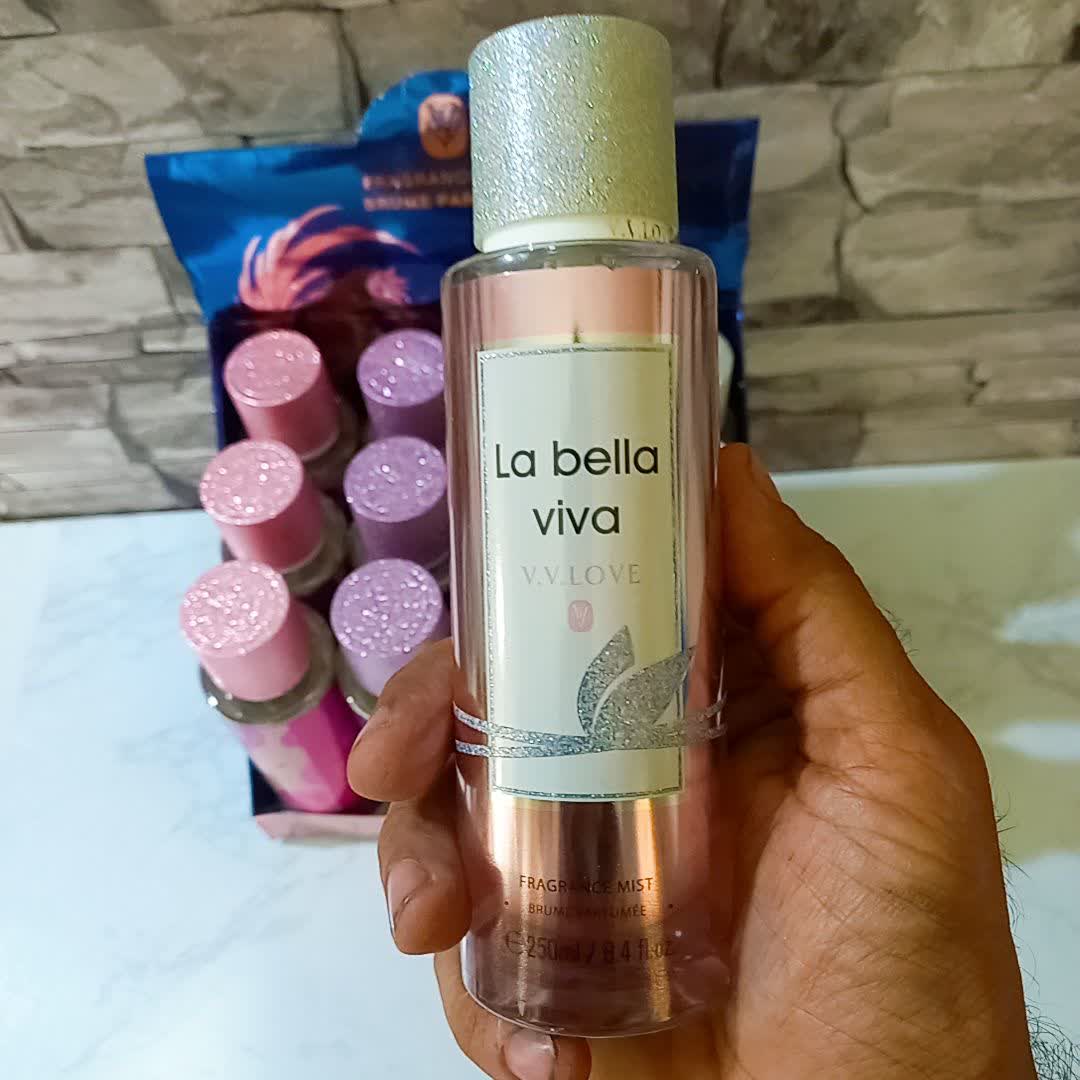 La bella
viva
V.V.LOVE
FRAGRANCE MIST
BRUME PARFUMÉE
℮250ml / 8.4 fl.oz